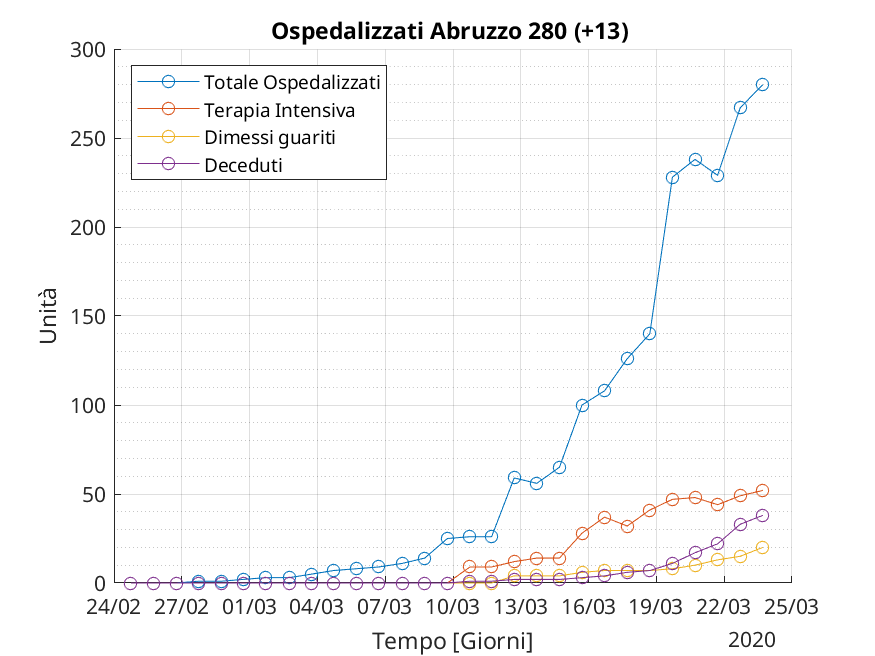 Ospedalizzati Abruzzo 280 (+13)
300
250
200
150
100
50
0
Unità
Totale Ospedalizzati
Terapia Intensiva
Dimessi guariti
Deceduti
24/02 27/02 01/03 04/03 07/03 10/03 13/03 16/03 19/03 22/03 25/03
Tempo [Giorni]
2020